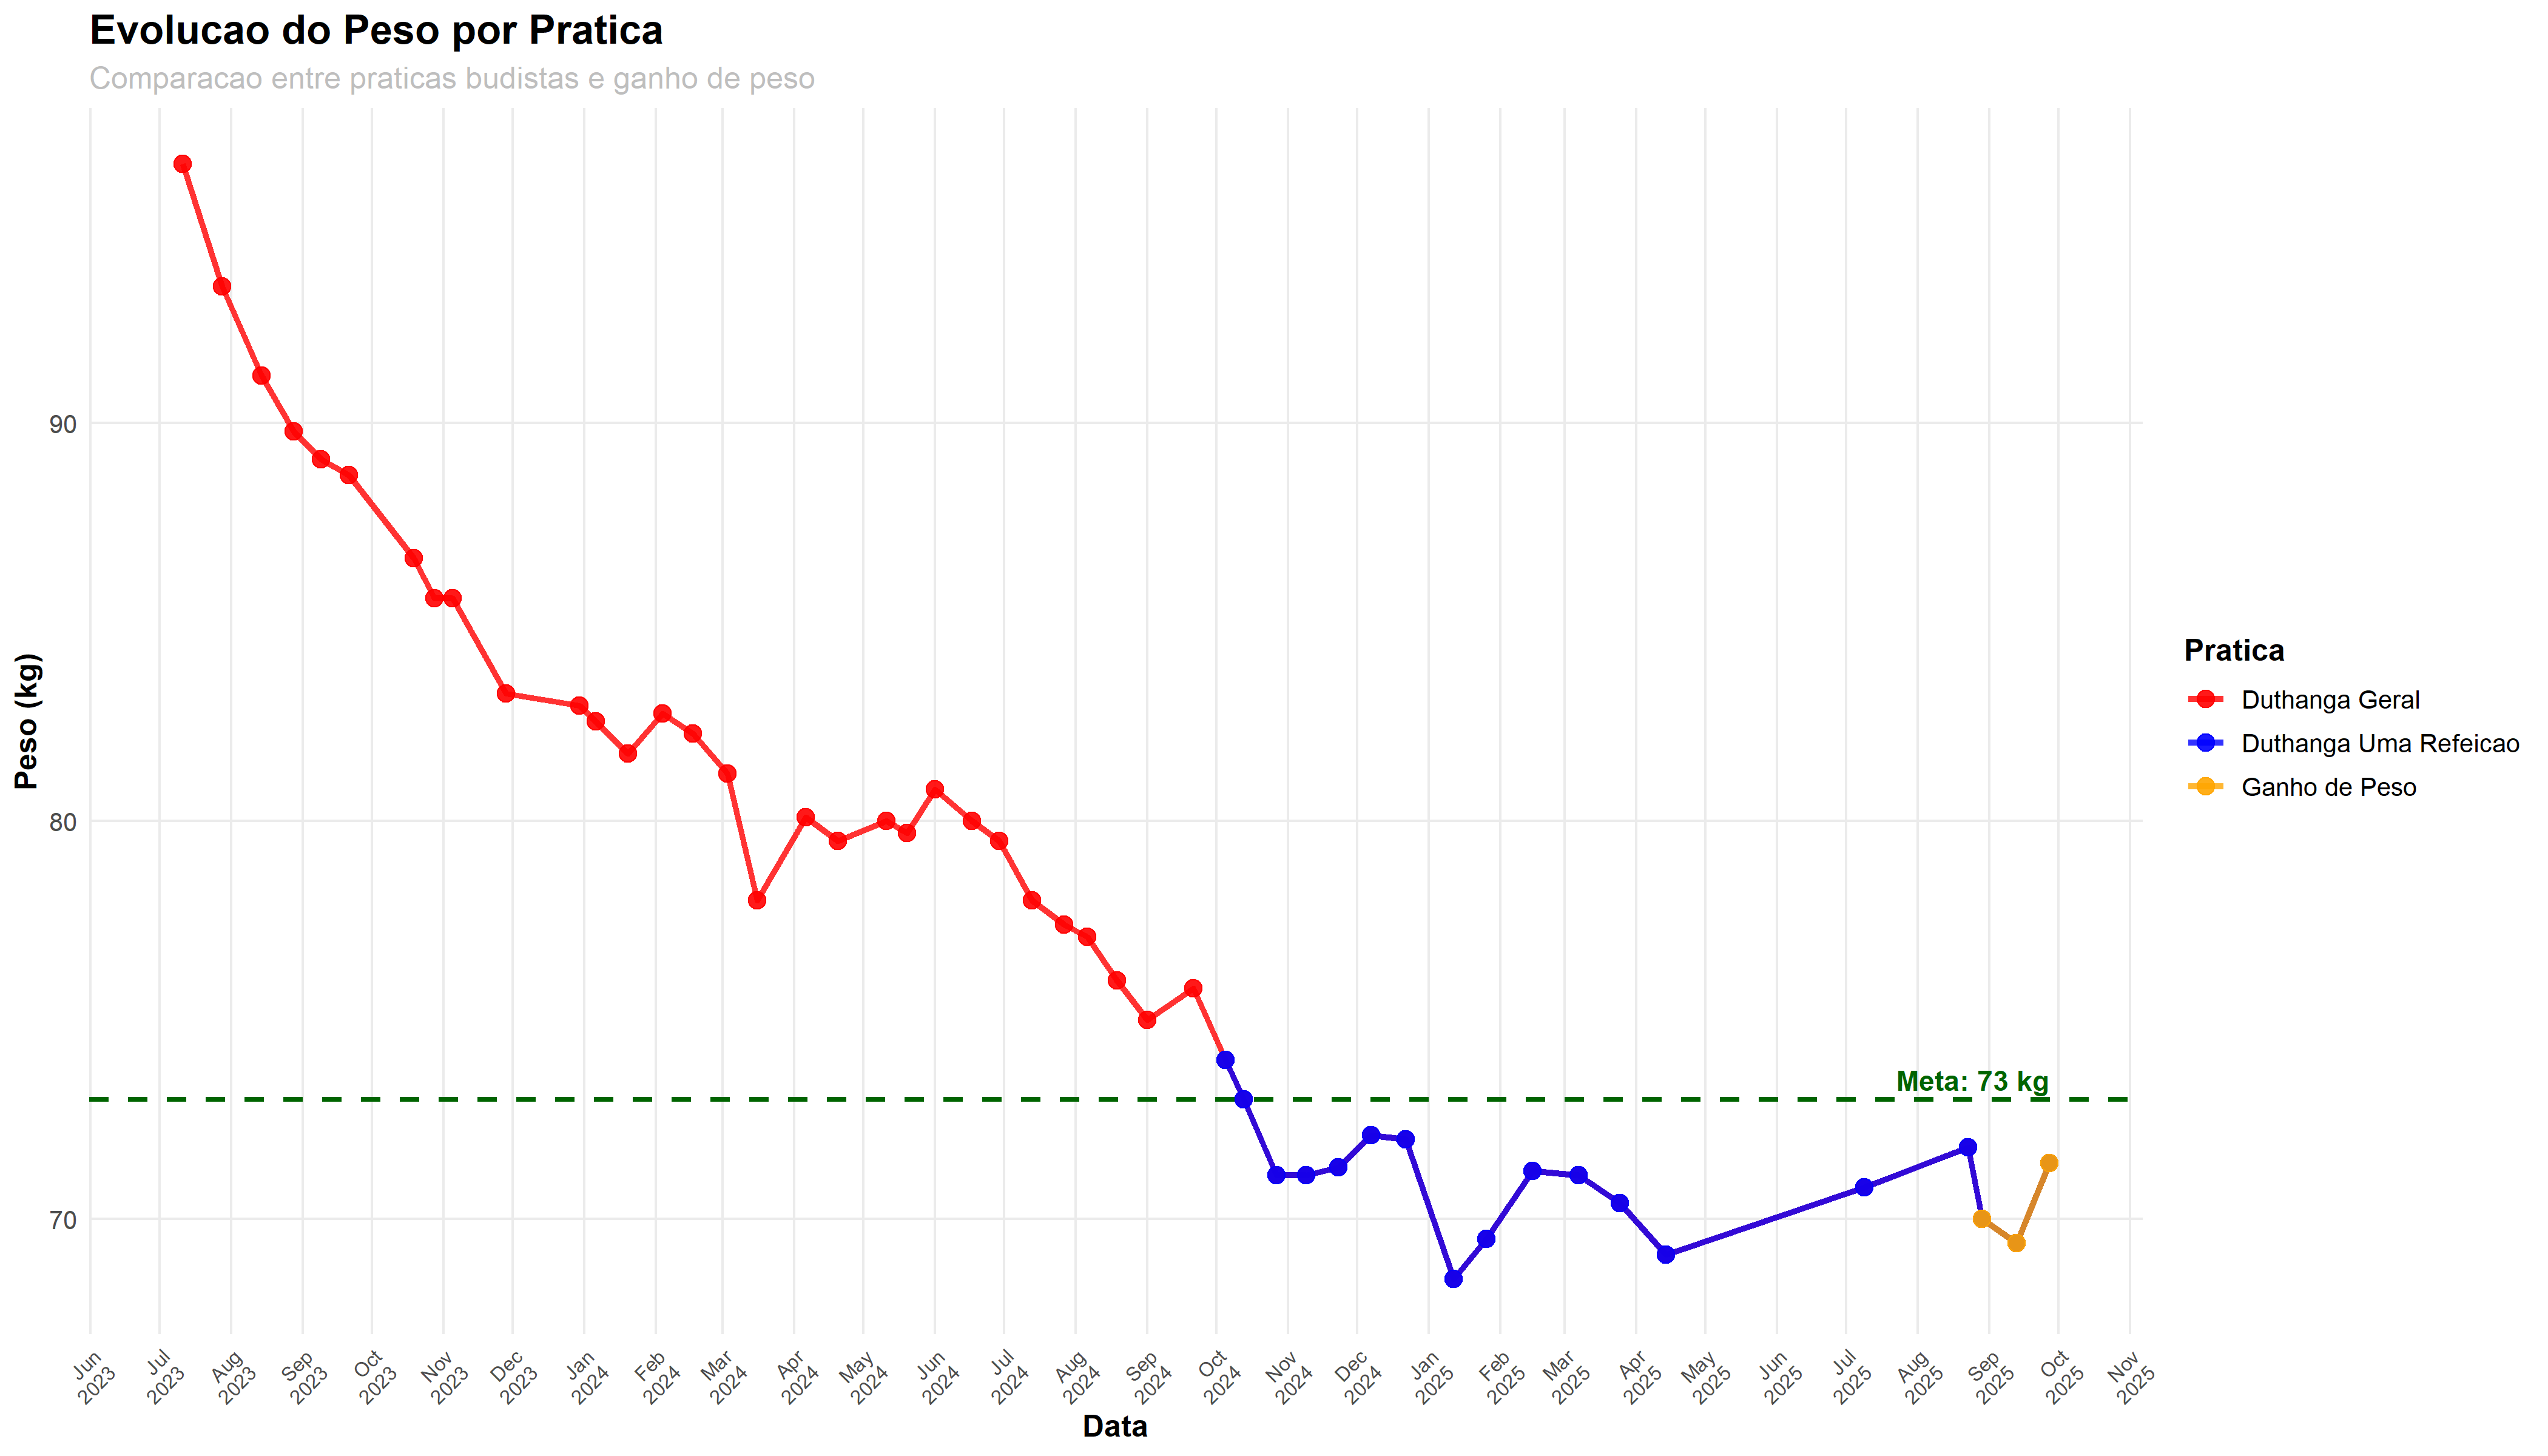 Evolucao do Peso por Pratica
Comparacao entre praticas budistas e ganho de peso
Peso (kg)
90
80
70
Meta: 73 kg
Jun
2023
Jul
2023
Aug
2023
Sep
2023
Oct
2023
Nov
2023
Dec
2023
Jan
2024
Feb
2024
Mar
2024
Apr
2024
May
2024
Jun
2024
Jul
2024
Aug
2024
Sep
2024
Oct
2024
Nov
2024
Dec
2024
Jan
2025
Feb
2025
Mar
2025
Apr
2025
May
2025
Jun
2025
Jul
2025
Aug
2025
Sep
2025
Oct
2025
Nov
2025
Data
Pratica
Duthanga Geral
Duthanga Uma Refeicao
Ganho de Peso